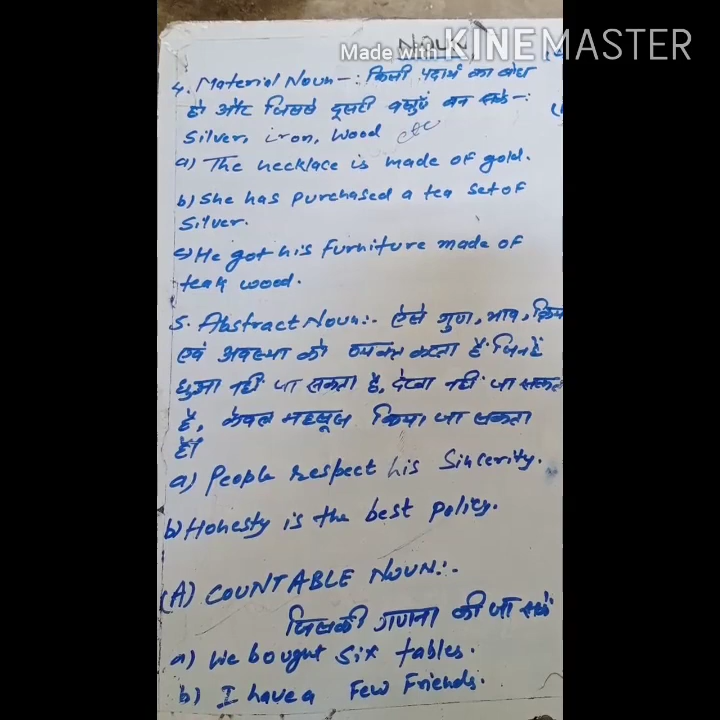 NOUN
Made with KINEMASTER
4. Material Noun-: किसी पदार्थ का बोध
हो और जिससे दूसरी वस्तुएं बन सके-:
Silver, iron, Wood etc
a) The necklace is made of gold.
b) She has purchased a tea set of
Silver.
c) He got his furniture made of
teak wood.
5. Abstract Noun:- ऐसे गुण, भाव,
एवं अवस्था को व्यक्त करता है जिन्हें
छुआ नहीं जा सकता है, देखा नहीं जा सकता
है, केवल महसूस किया जा सकता
है।
a) People respect his Sincerity.
b) Honesty is the best policy.
(A) COUNTABLE NOUN:-
जिसकी गणना की जा सके
a) We bought Six tables.
b) I have a Few Friends.